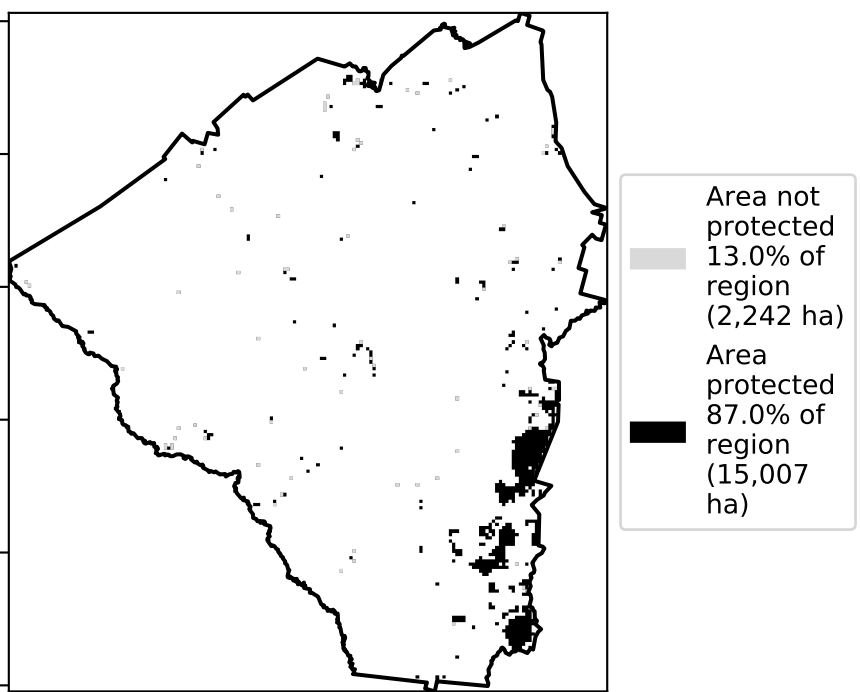 Area not
protected
13.0% of
region
(2,242 ha)
Area
protected
87.0% of
region
(15,007
ha)